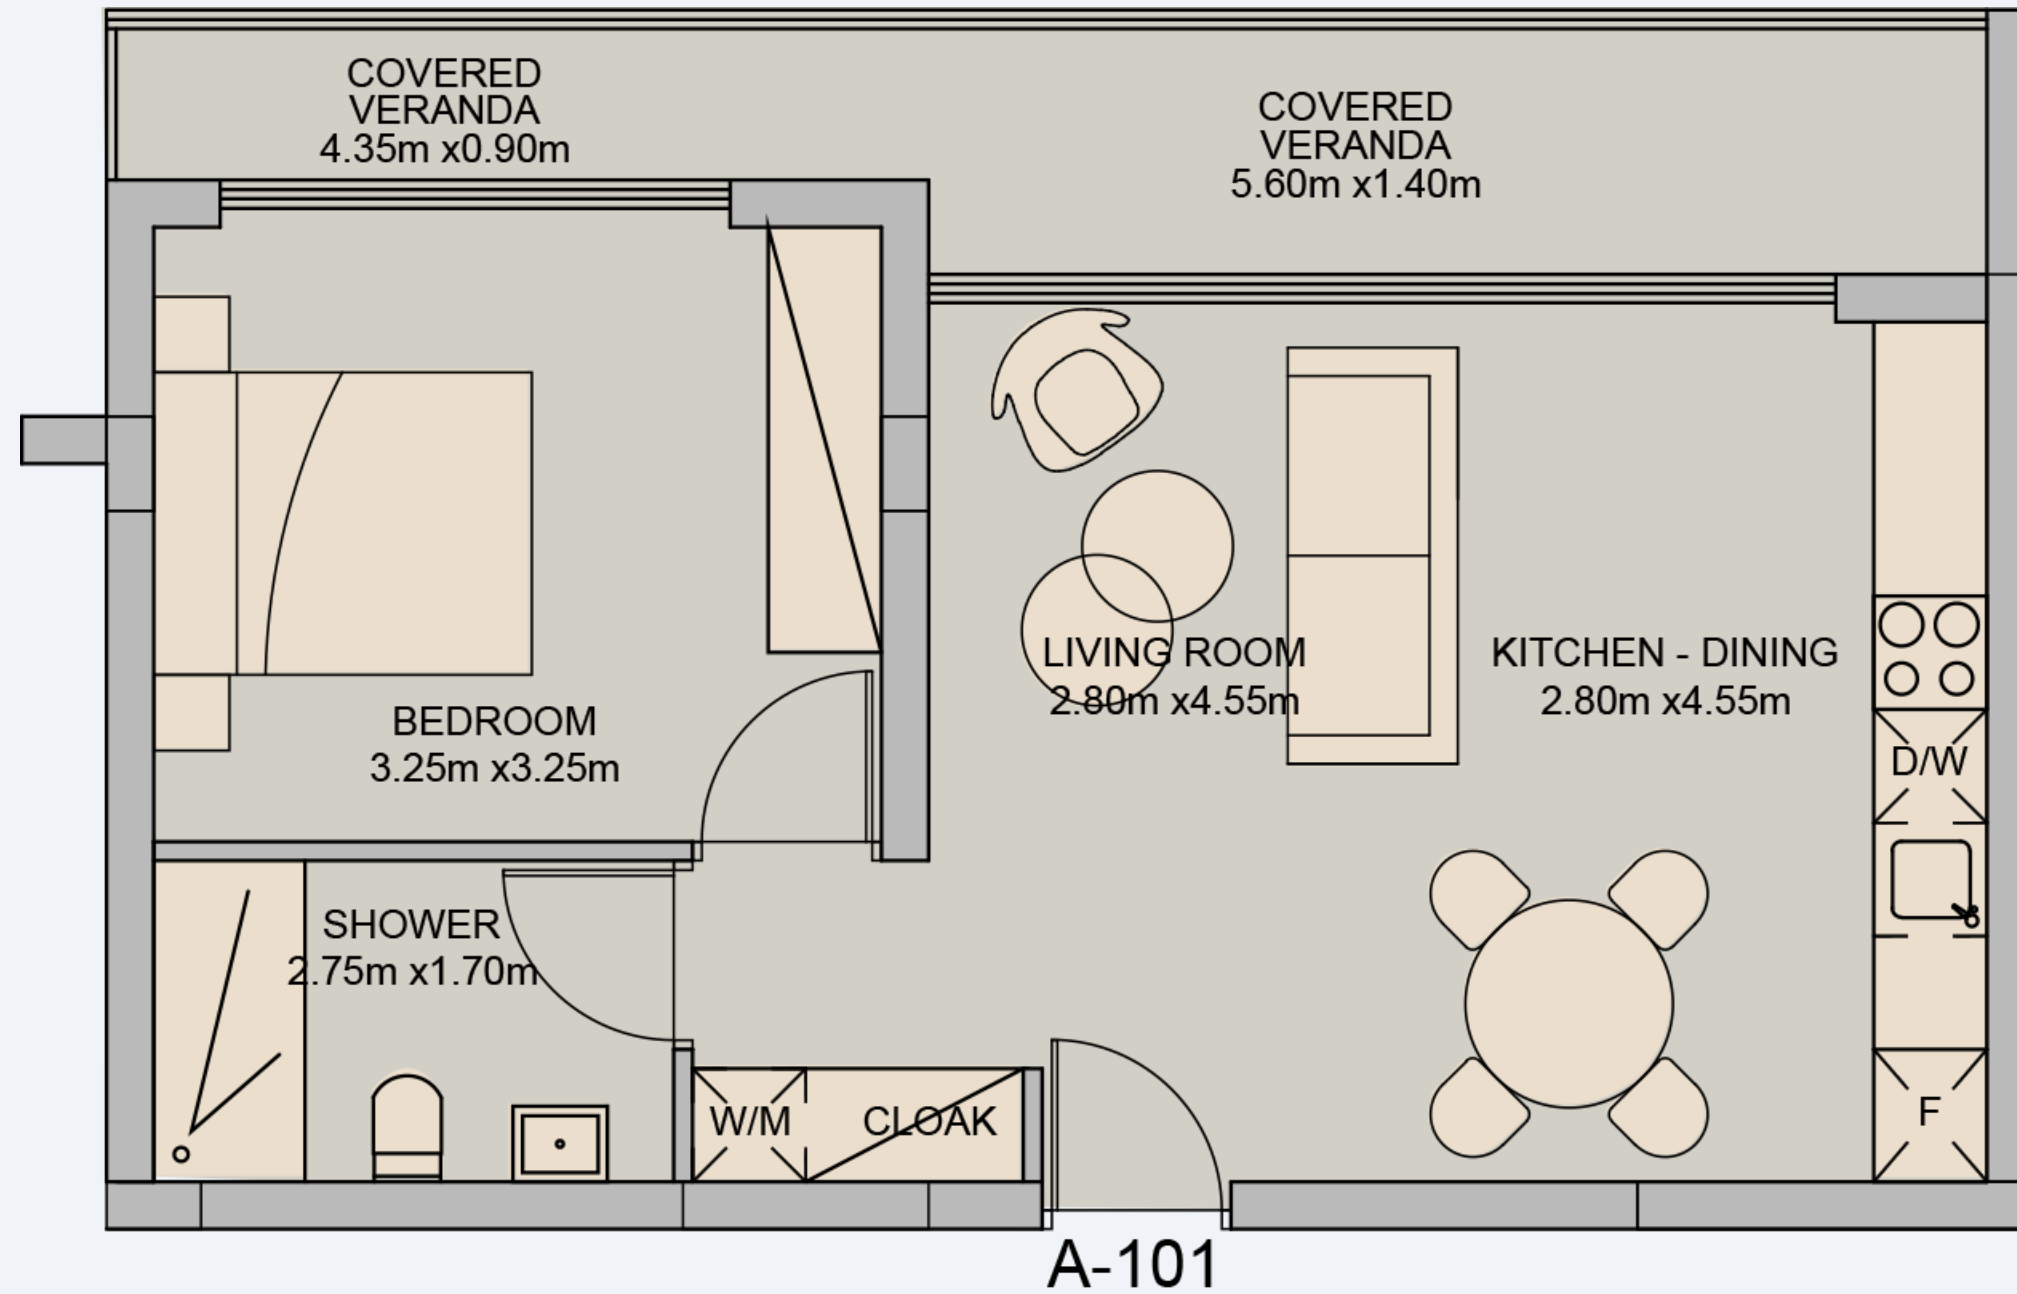 COVERED
VERANDA
4.35m x0.90m
COVERED
VERANDA
5.60m x1.40m
LIVING ROOM
2.80m x4.55m
KITCHEN - DINING
2.80m x4.55m
BEDROOM
3.25m x3.25m
D/W
SHOWER
2.75m x1.70m
W/M
CLOAK
F
A-101